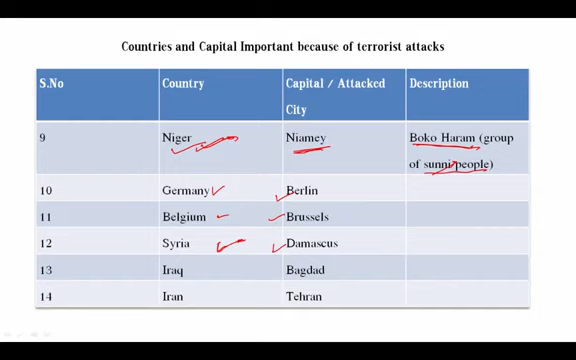 Countries and Capital Important because of terrorist attacks
S.No Country Capital / Attacked City Description
9 Niger Niamey Boko Haram (group of sunni people)
10 Germany Berlin
11 Belgium Brussels
12 Syria Damascus
13 Iraq Bagdad
14 Iran Tehran